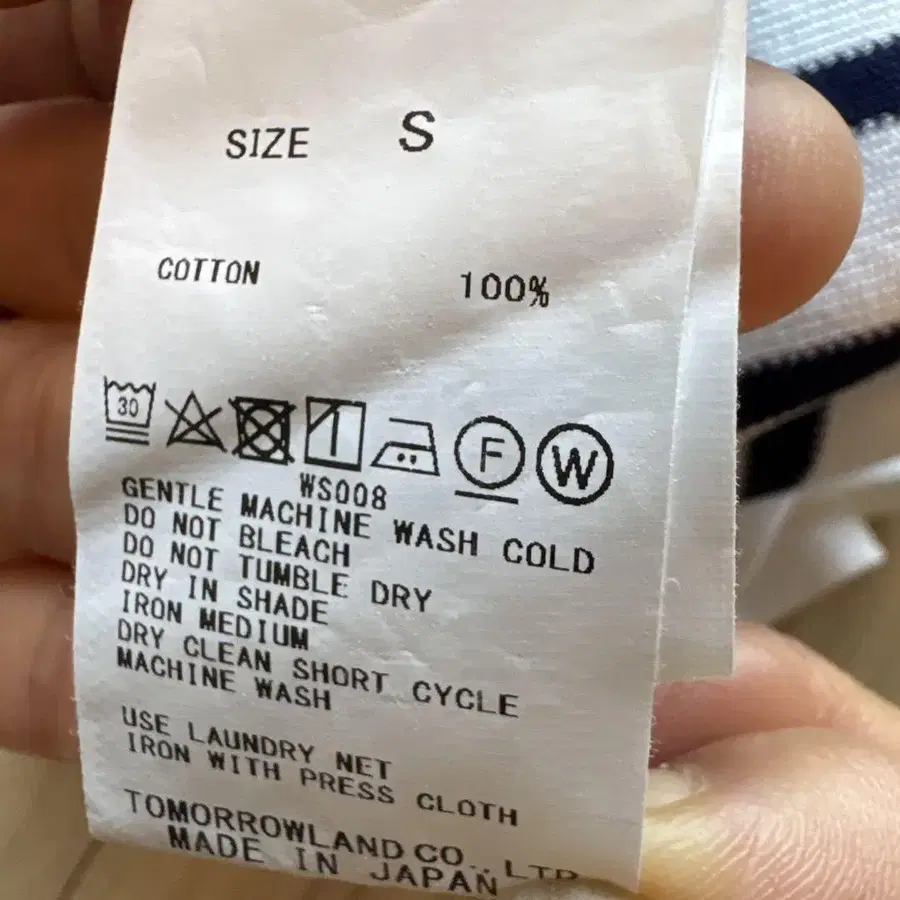 SIZE S
COTTON 100%
30 F W
WS008
GENTLE MACHINE WASH COLD
DO NOT BLEACH
DO NOT TUMBLE DRY
DRY IN SHADE
IRON MEDIUM
DRY CLEAN SHORT CYCLE
MACHINE WASH
USE LAUNDRY NET
IRON WITH PRESS CLOTH
TOMORROWLAND CO., LTD
MADE IN JAPAN